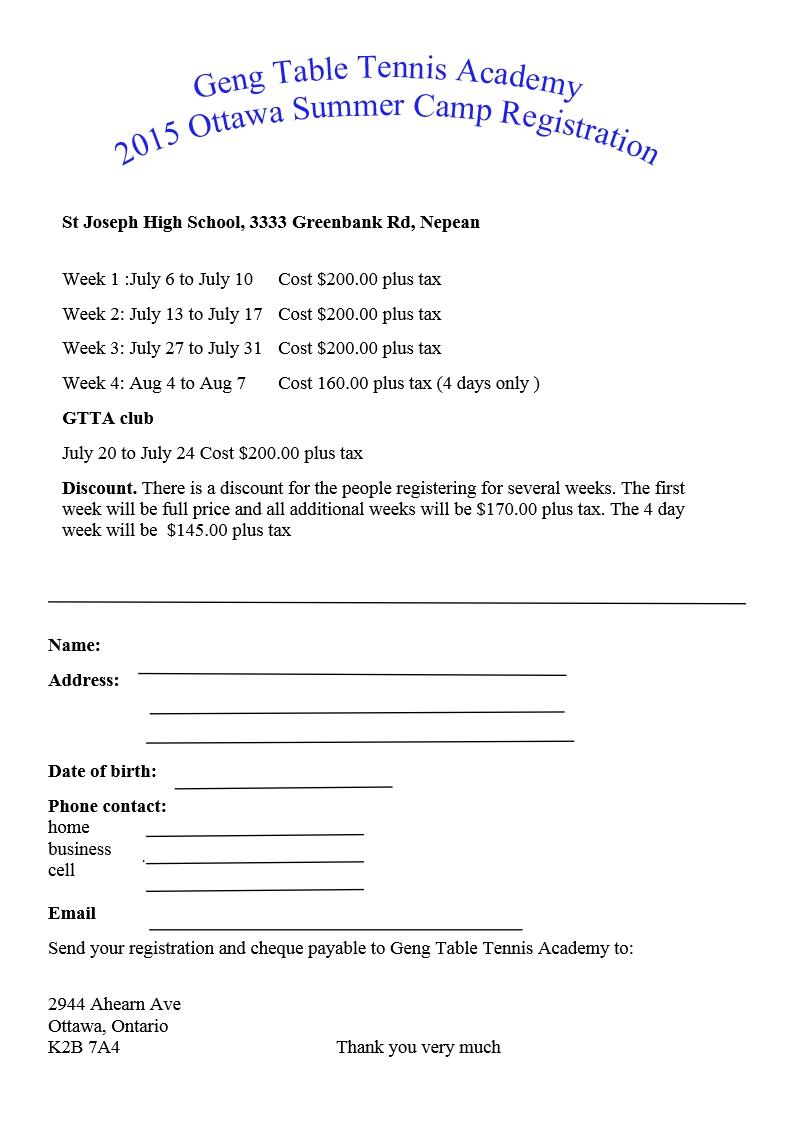 Geng Table Tennis Academy
2015 Ottawa Summer Camp Registration
St Joseph High School, 3333 Greenbank Rd, Nepean
Week 1 :July 6 to July 10 Cost $200.00 plus tax
Week 2: July 13 to July 17 Cost $200.00 plus tax
Week 3: July 27 to July 31 Cost $200.00 plus tax
Week 4: Aug 4 to Aug 7 Cost 160.00 plus tax (4 days only )
GTTA club
July 20 to July 24 Cost $200.00 plus tax
Discount. There is a discount for the people registering for several weeks. The first
week will be full price and all additional weeks will be $170.00 plus tax. The 4 day
week will be $145.00 plus tax
Name:
Address:
Date of birth:
Phone contact:
home
business
cell
Email
Send your registration and cheque payable to Geng Table Tennis Academy to:
2944 Ahearn Ave
Ottawa, Ontario
K2B 7A4 Thank you very much